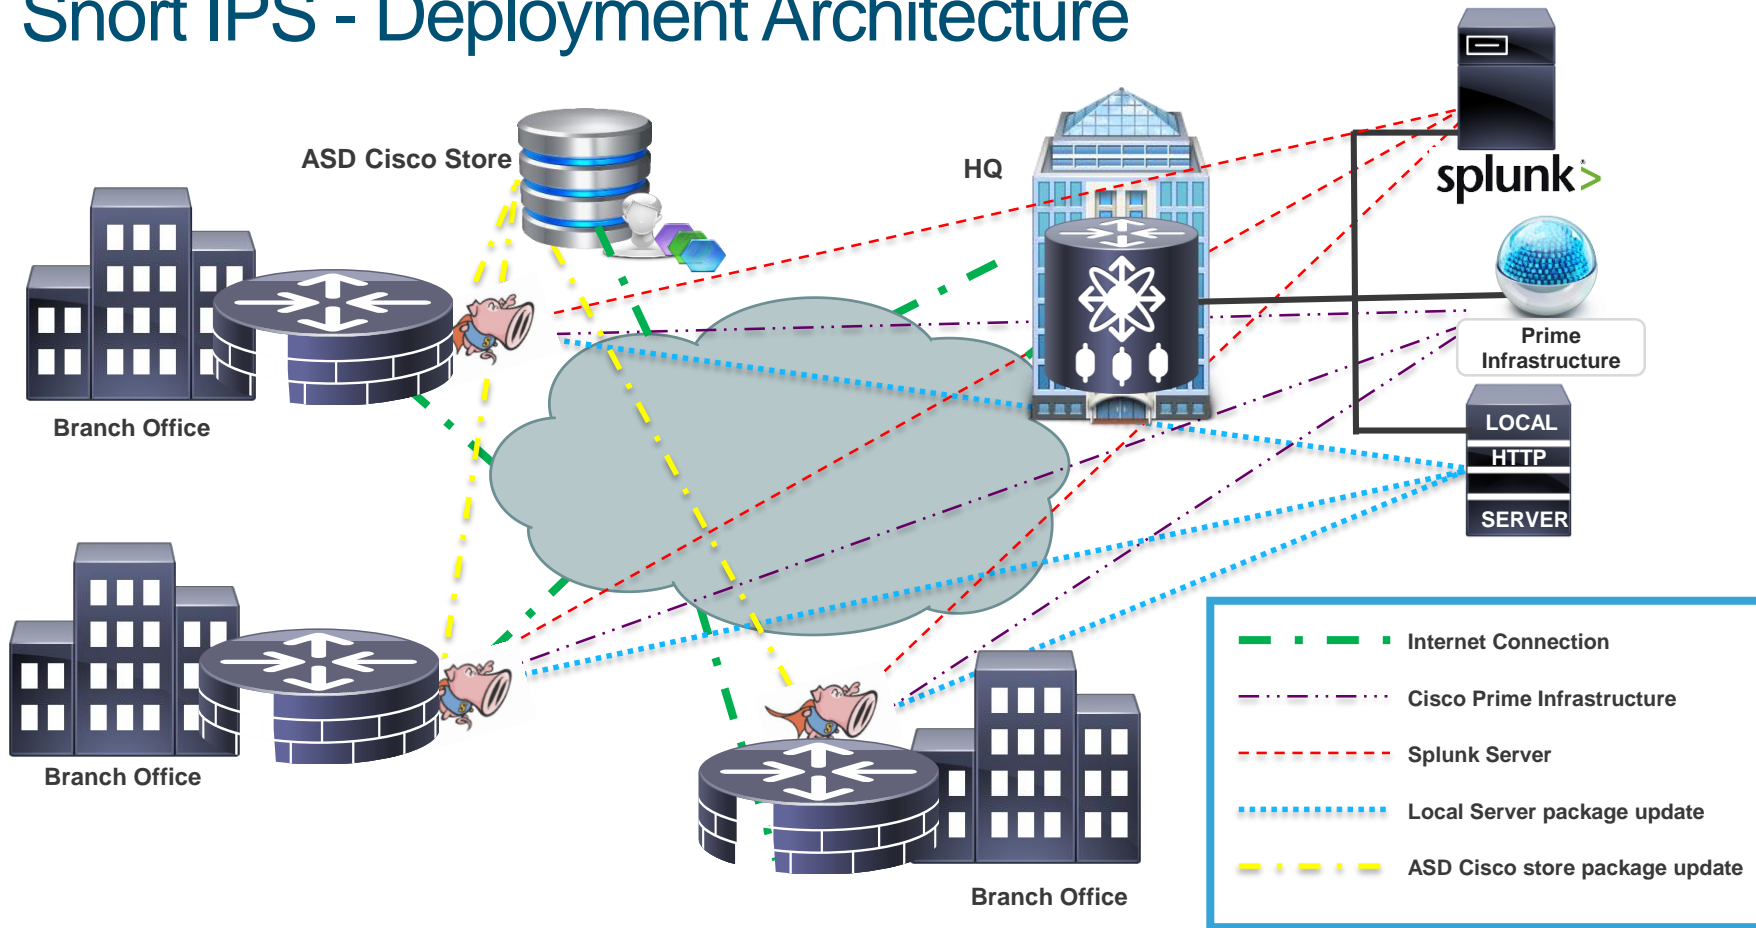 Snort IPS - Deployment Architecture
ASD Cisco Store
HQ
splunk>
Prime
Infrastructure
Branch Office
LOCAL
HTTP
SERVER
Branch Office
Branch Office
Internet Connection
Cisco Prime Infrastructure
Splunk Server
Local Server package update
ASD Cisco store package update